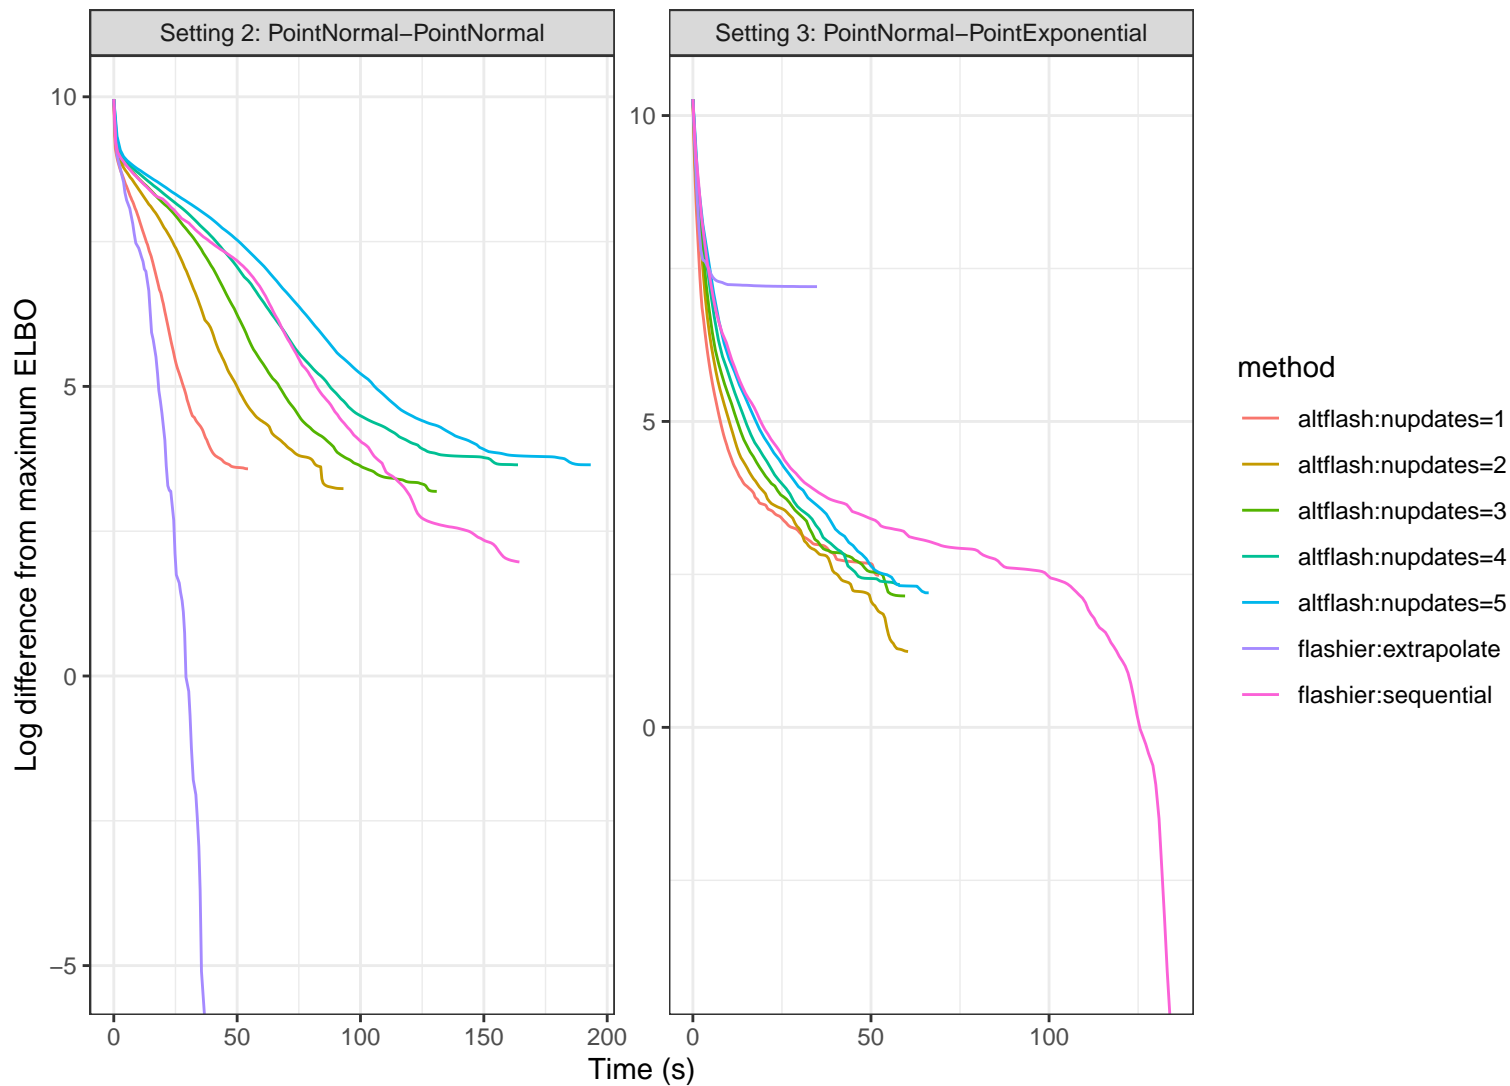 Setting 2: PointNormal−PointNormal
Setting 3: PointNormal−PointExponential
Log difference from maximum ELBO
10
5
0
−5
10
5
0
0
50
100
150
200
0
50
100
Time (s)
method
altflash:nupdates=1
altflash:nupdates=2
altflash:nupdates=3
altflash:nupdates=4
altflash:nupdates=5
flashier:extrapolate
flashier:sequential